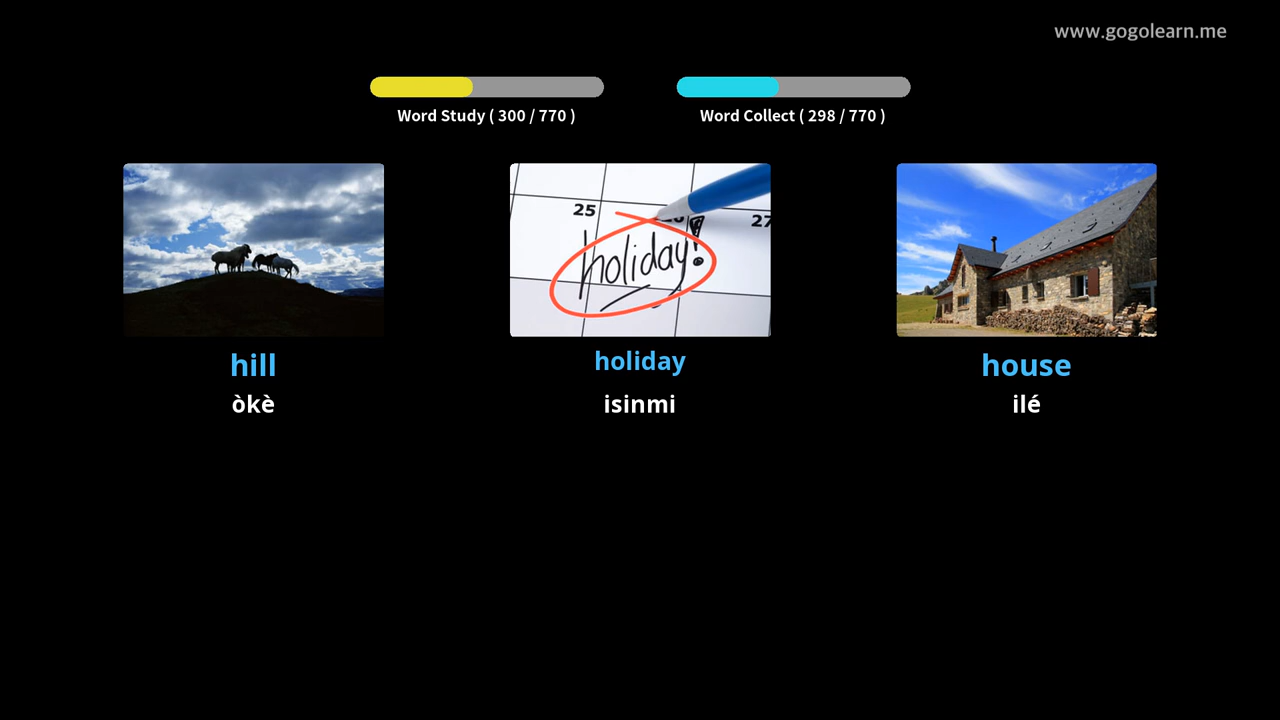 www.gogolearn.me
Word Study ( 300 / 770 )
Word Collect ( 298 / 770 )
25
27
holiday!
hill
holiday
house
òkè
isinmi
ilé